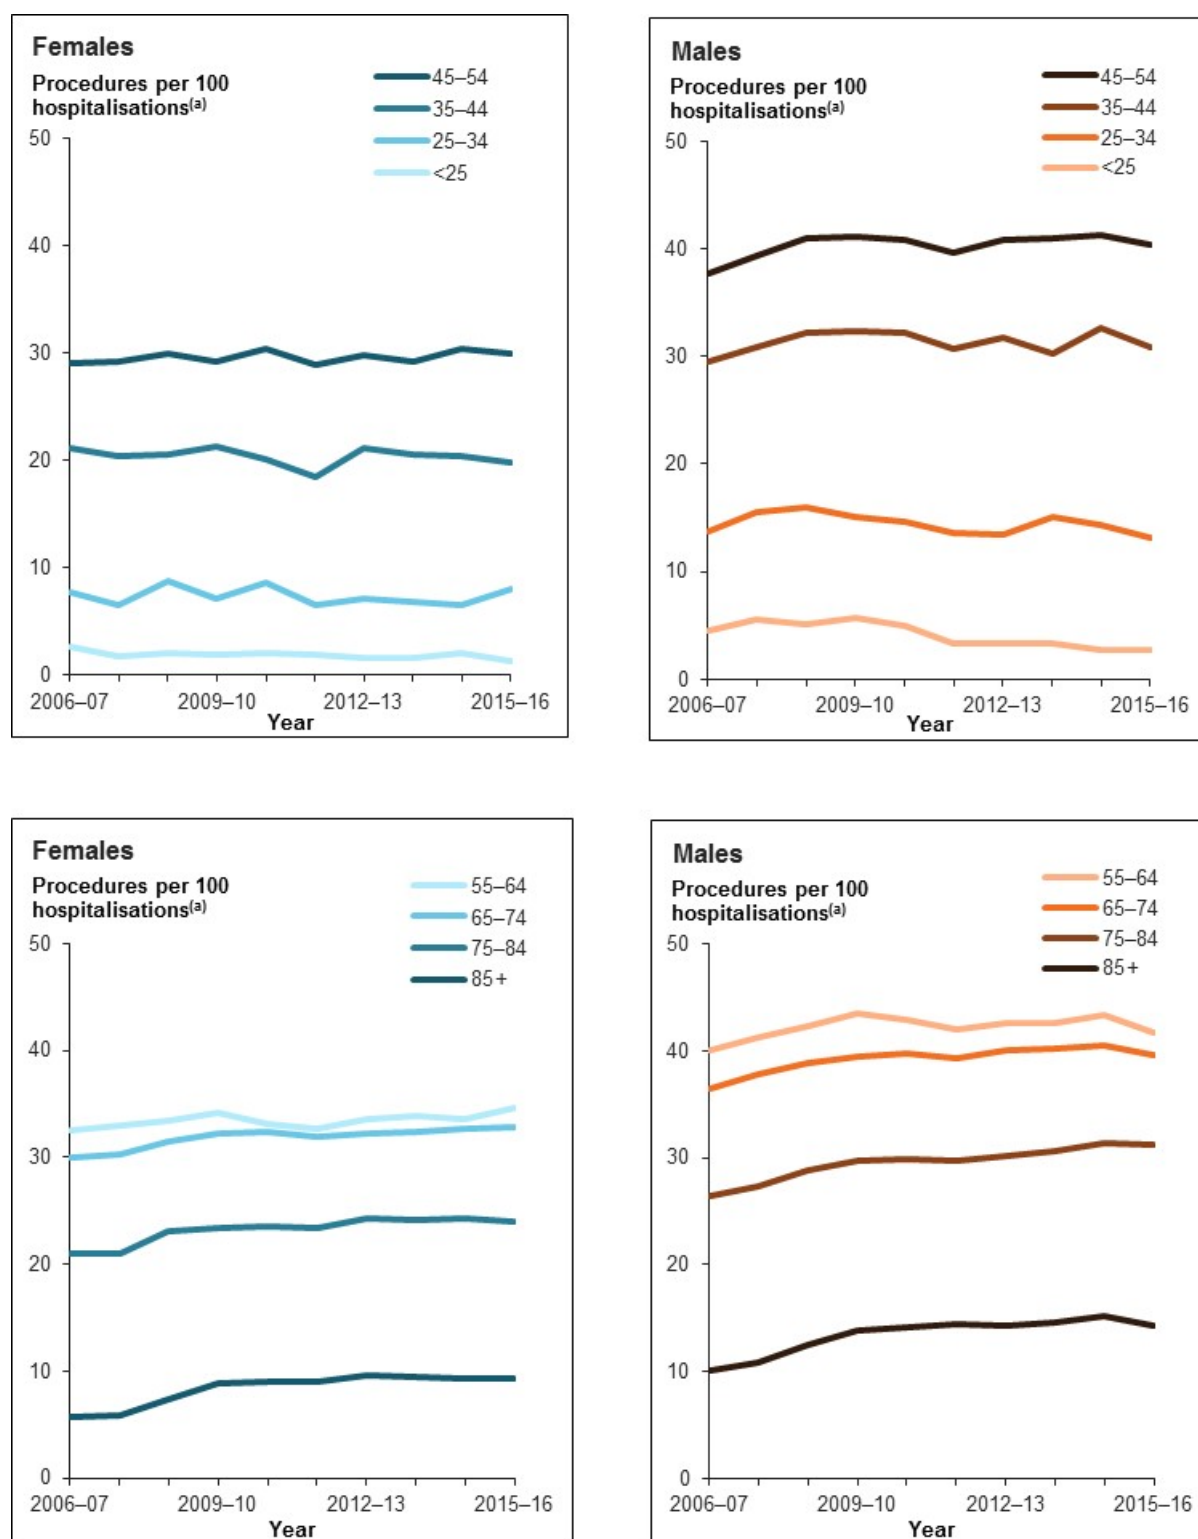 Females
Procedures per 100
hospitalisations(a)
45–54
35–44
25–34
<25
50
40
30
20
10
0
2006–07 2009–10 2012–13 2015–16
Year
Males
Procedures per 100
hospitalisations(a)
45–54
35–44
25–34
<25
50
40
30
20
10
0
2006–07 2009–10 2012–13 2015–16
Year
Females
Procedures per 100
hospitalisations(a)
55–64
65–74
75–84
85+
50
40
30
20
10
0
2006–07 2009–10 2012–13 2015–16
Year
Males
Procedures per 100
hospitalisations(a)
55–64
65–74
75–84
85+
50
40
30
20
10
0
2006–07 2009–10 2012–13 2015–16
Year